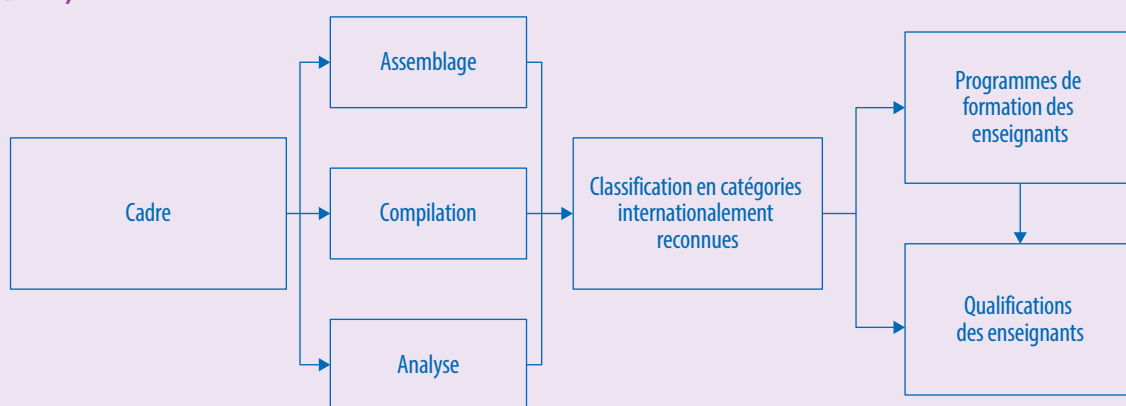 Cadre
Assemblage
Compilation
Analyse
Classification en catégories
internationalement
reconnues
Programmes de
formation des
enseignants
Qualifications
des enseignants